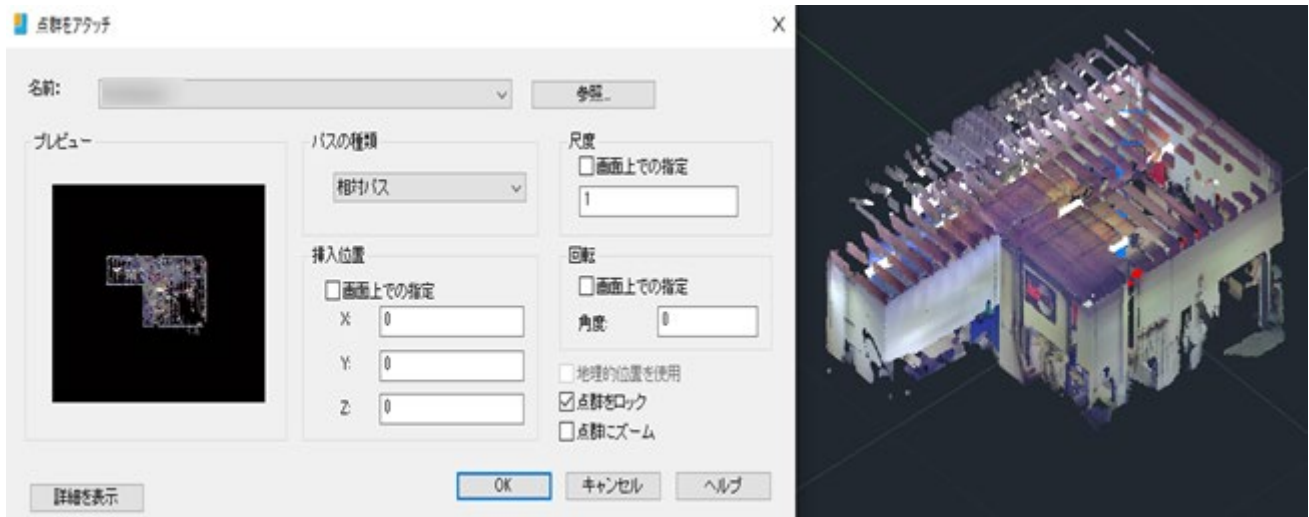 点群をアタッチ
名前:
参照...
プレビュー
パスの種類
相対パス
尺度
画面上での指定
1
挿入位置
画面上での指定
X: 0
Y: 0
Z: 0
回転
画面上での指定
角度: 0
地理的位置を使用
点群をロック
点群にズーム
詳細を表示
OK
キャンセル
ヘルプ